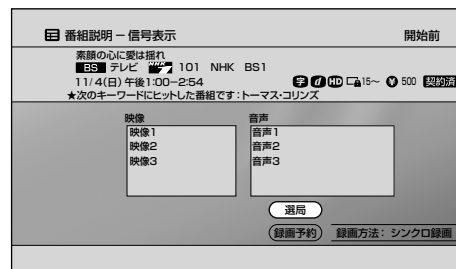 番組説明 − 信号表示 開始前
素顔の心に愛は揺れ
BS テレビ 101 NHK BS1
11/4(日)午後1:00−2:54 字 d HD 15〜 ¥ 500 契約済
★次のキーワードにヒットした番組です:トーマス・コリンズ
映像 音声
映像1 音声1
映像2 音声2
映像3 音声3
選局
録画予約 録画方法: シンクロ録画